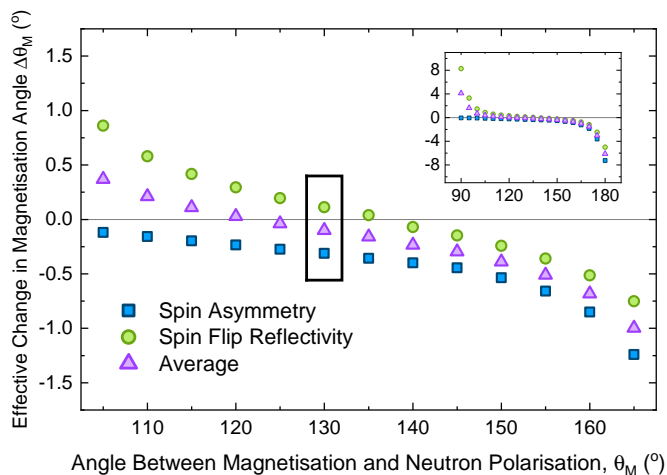 Effective Change in Magnetisation Angle Δθ_M (°)
1.5
1.0
0.5
0.0
-0.5
-1.0
-1.5
8
4
0
-4
-8
90 120 150 180
Spin Asymmetry
Spin Flip Reflectivity
Average
110 120 130 140 150 160
Angle Between Magnetisation and Neutron Polarisation, θ_M (°)